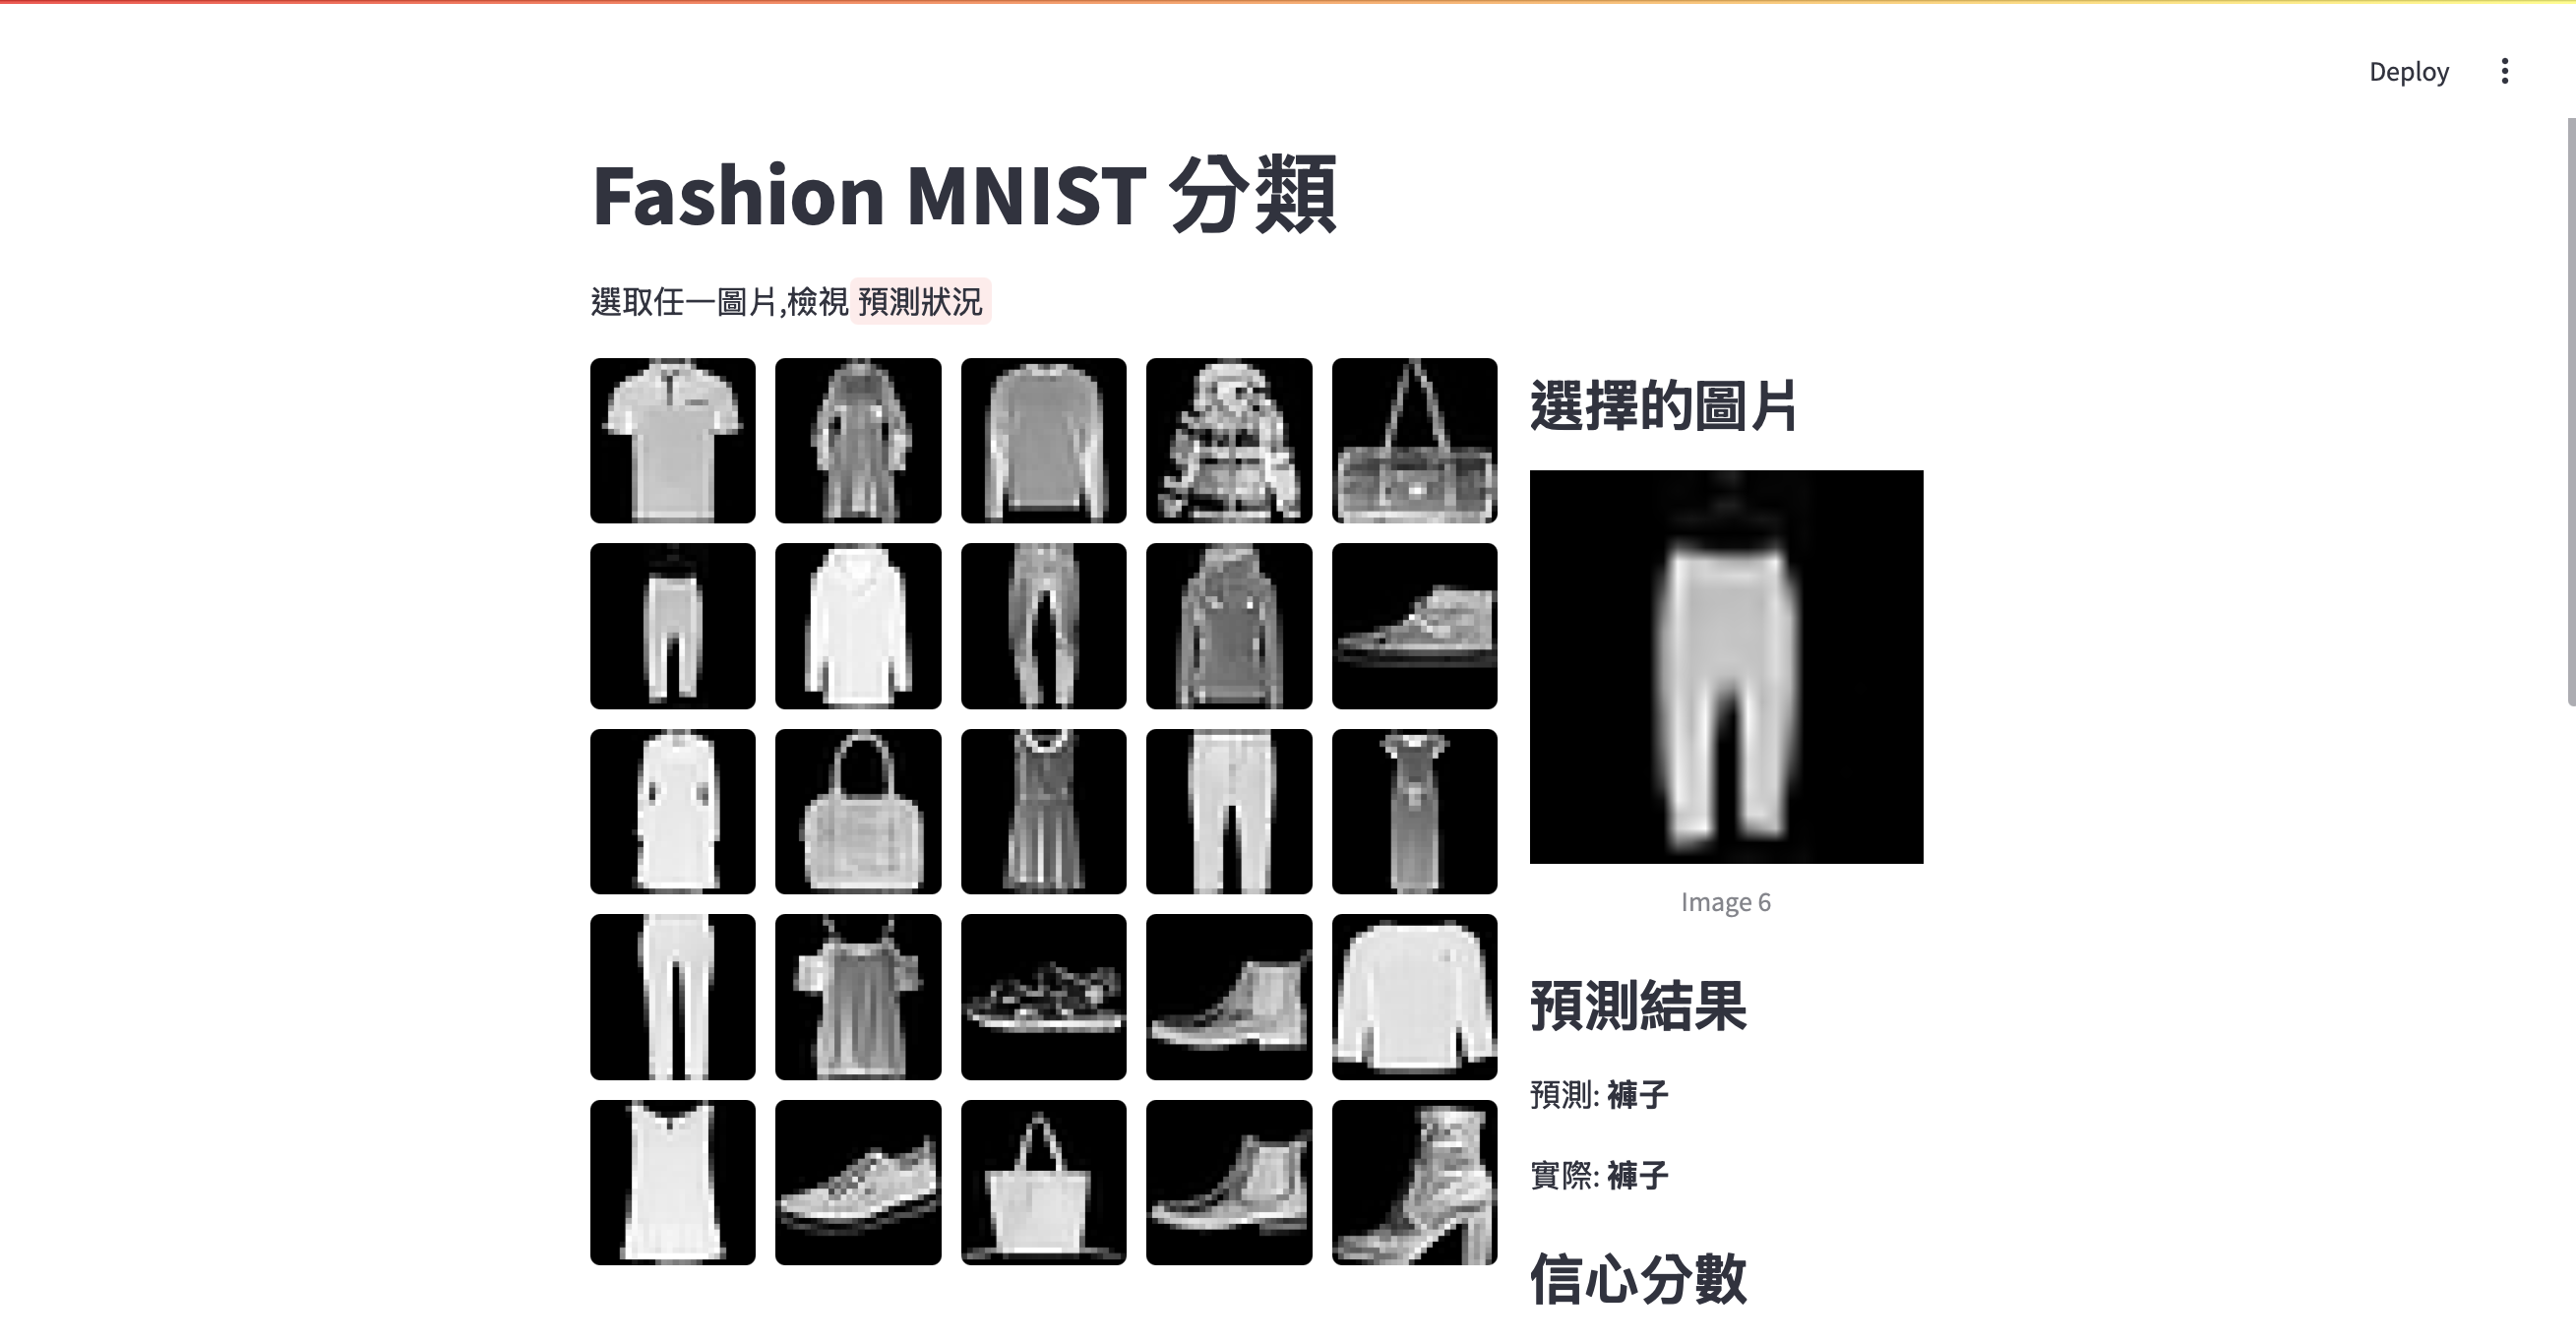 Deploy
Fashion MNIST 分類
選取任一圖片,檢視 預測狀況
選擇的圖片
Image 6
預測結果
預測: 褲子
實際: 褲子
信心分數